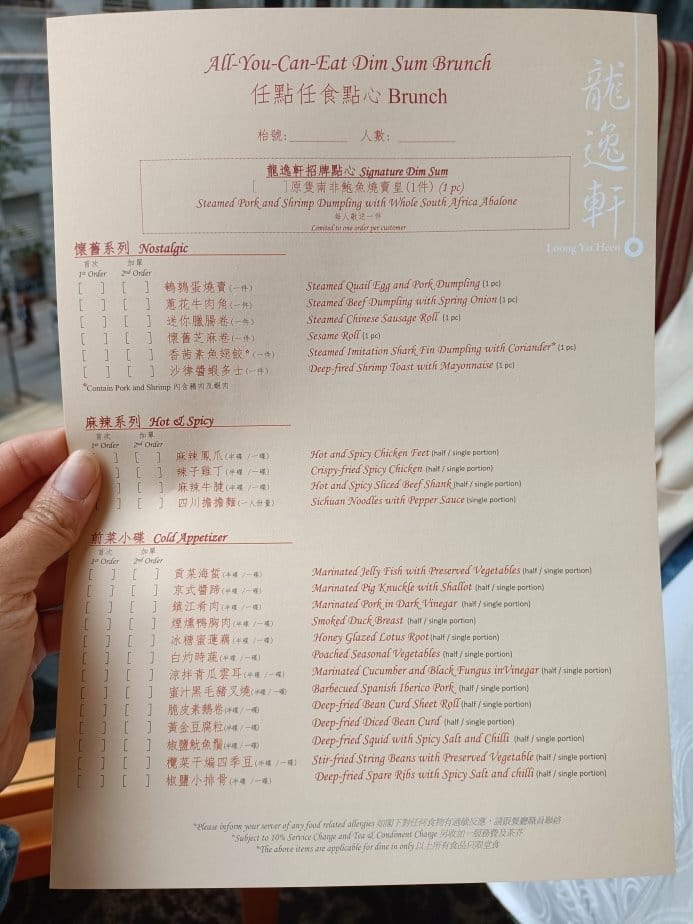 All-You-Can-Eat Dim Sum Brunch
任點任食點心 Brunch
枱號: 人數:
龍逸軒
Loong Yat Heen
龍逸軒招牌點心 Signature Dim Sum
[ ]原隻南非鮑魚燒賣皇(1件) (1 pc)
Steamed Pork and Shrimp Dumpling with Whole South Africa Abalone
每人敬送一件
Limited to one order per customer
懷舊系列 Nostalgic
首次 加單
1st Order 2nd Order
[ ] [ ] 鵪鶉蛋燒賣(一件) Steamed Quail Egg and Pork Dumpling (1 pc)
[ ] [ ] 蔥花牛肉角(一件) Steamed Beef Dumpling with Spring Onion (1 pc)
[ ] [ ] 迷你臘腸卷(一件) Steamed Chinese Sausage Roll (1 pc)
[ ] [ ] 懷舊芝麻卷(一件) Sesame Roll (1 pc)
[ ] [ ] 香茜素魚翅餃*(一件) Steamed Imitation Shark Fin Dumpling with Coriander* (1 pc)
[ ] [ ] 沙律醬蝦多士(一件) Deep-fired Shrimp Toast with Mayonnaise (1 pc)
*Contain Pork and Shrimp 內含豬肉及蝦肉
麻辣系列 Hot & Spicy
首次 加單
1st Order 2nd Order
[ ] [ ] 麻辣鳳爪(半碟 /一碟) Hot and Spicy Chicken Feet (half / single portion)
[ ] [ ] 辣子雞丁(半碟 /一碟) Crispy-fried Spicy Chicken (half / single portion)
[ ] [ ] 麻辣牛腱(半碟 /一碟) Hot and Spicy Sliced Beef Shank (half / single portion)
[ ] [ ] 四川擔擔麵(一人份量) Sichuan Noodles with Pepper Sauce (single portion)
前菜小碟 Cold Appetizer
首次 加單
1st Order 2nd Order
[ ] [ ] 貢菜海蜇(半碟 /一碟) Marinated Jelly Fish with Preserved Vegetables (half / single portion)
[ ] [ ] 京式醬蹄(半碟 /一碟) Marinated Pig Knuckle with Shallot (half / single portion)
[ ] [ ] 鎮江肴肉(半碟 /一碟) Marinated Pork in Dark Vinegar (half / single portion)
[ ] [ ] 煙燻鴨胸肉(半碟 /一碟) Smoked Duck Breast (half / single portion)
[ ] [ ] 冰糖蜜蓮藕(半碟 /一碟) Honey Glazed Lotus Root (half / single portion)
[ ] [ ] 白灼時蔬(半碟 /一碟) Poached Seasonal Vegetables (half / single portion)
[ ] [ ] 涼拌青瓜雲耳(半碟 /一碟) Marinated Cucumber and Black Fungus inVinegar (half / single portion)
[ ] [ ] 蜜汁黑毛豬叉燒(半碟 /一碟) Barbecued Spanish Iberico Pork (half / single portion)
[ ] [ ] 脆皮素鵝卷(半碟 /一碟) Deep-fried Bean Curd Sheet Roll (half / single portion)
[ ] [ ] 黃金豆腐粒(半碟 /一碟) Deep-fried Diced Bean Curd (half / single portion)
[ ] [ ] 椒鹽魷魚鬚(半碟 /一碟) Deep-fried Squid with Spicy Salt and Chilli (half / single portion)
[ ] [ ] 欖菜干煸四季豆(半碟 /一碟) Stir-fried String Beans with Preserved Vegetable (half / single portion)
[ ] [ ] 椒鹽小排骨(半碟 /一碟) Deep-fried Spare Ribs with Spicy Salt and chilli (half / single portion)
*Please inform your server of any food related allergies 如閣下對任何食物有過敏反應，請跟餐廳職員聯絡
*Subject to 10% Service Charge and Tea & Condiment Charge 另收加一服務費及茶芥
*The above items are applicable for dine in only 以上所有食品只限堂食